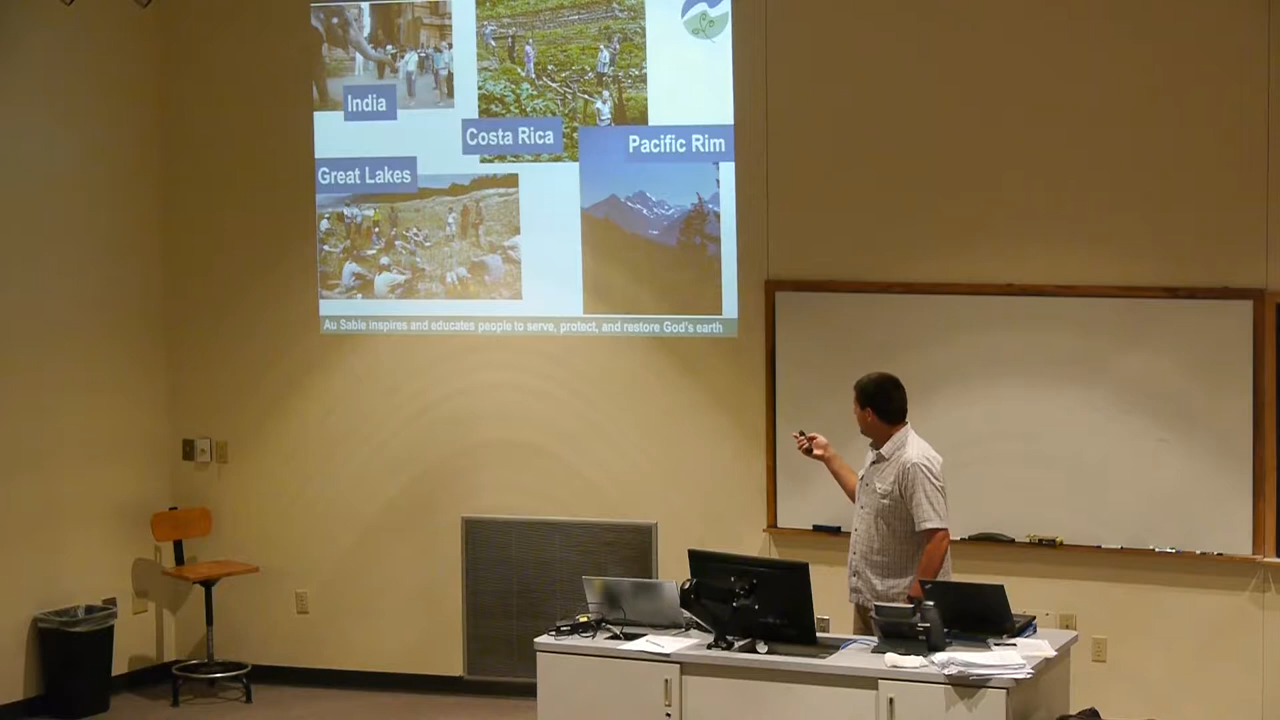 India
Costa Rica
Pacific Rim
Great Lakes
Au Sable inspires and educates people to serve, protect, and restore God's earth